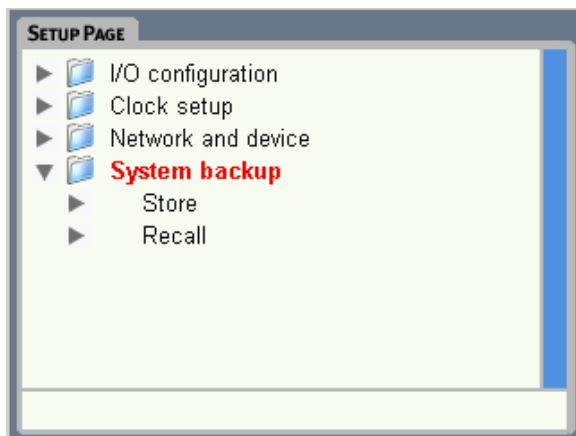 SETUP PAGE
I/O configuration
Clock setup
Network and device
System backup
Store
Recall